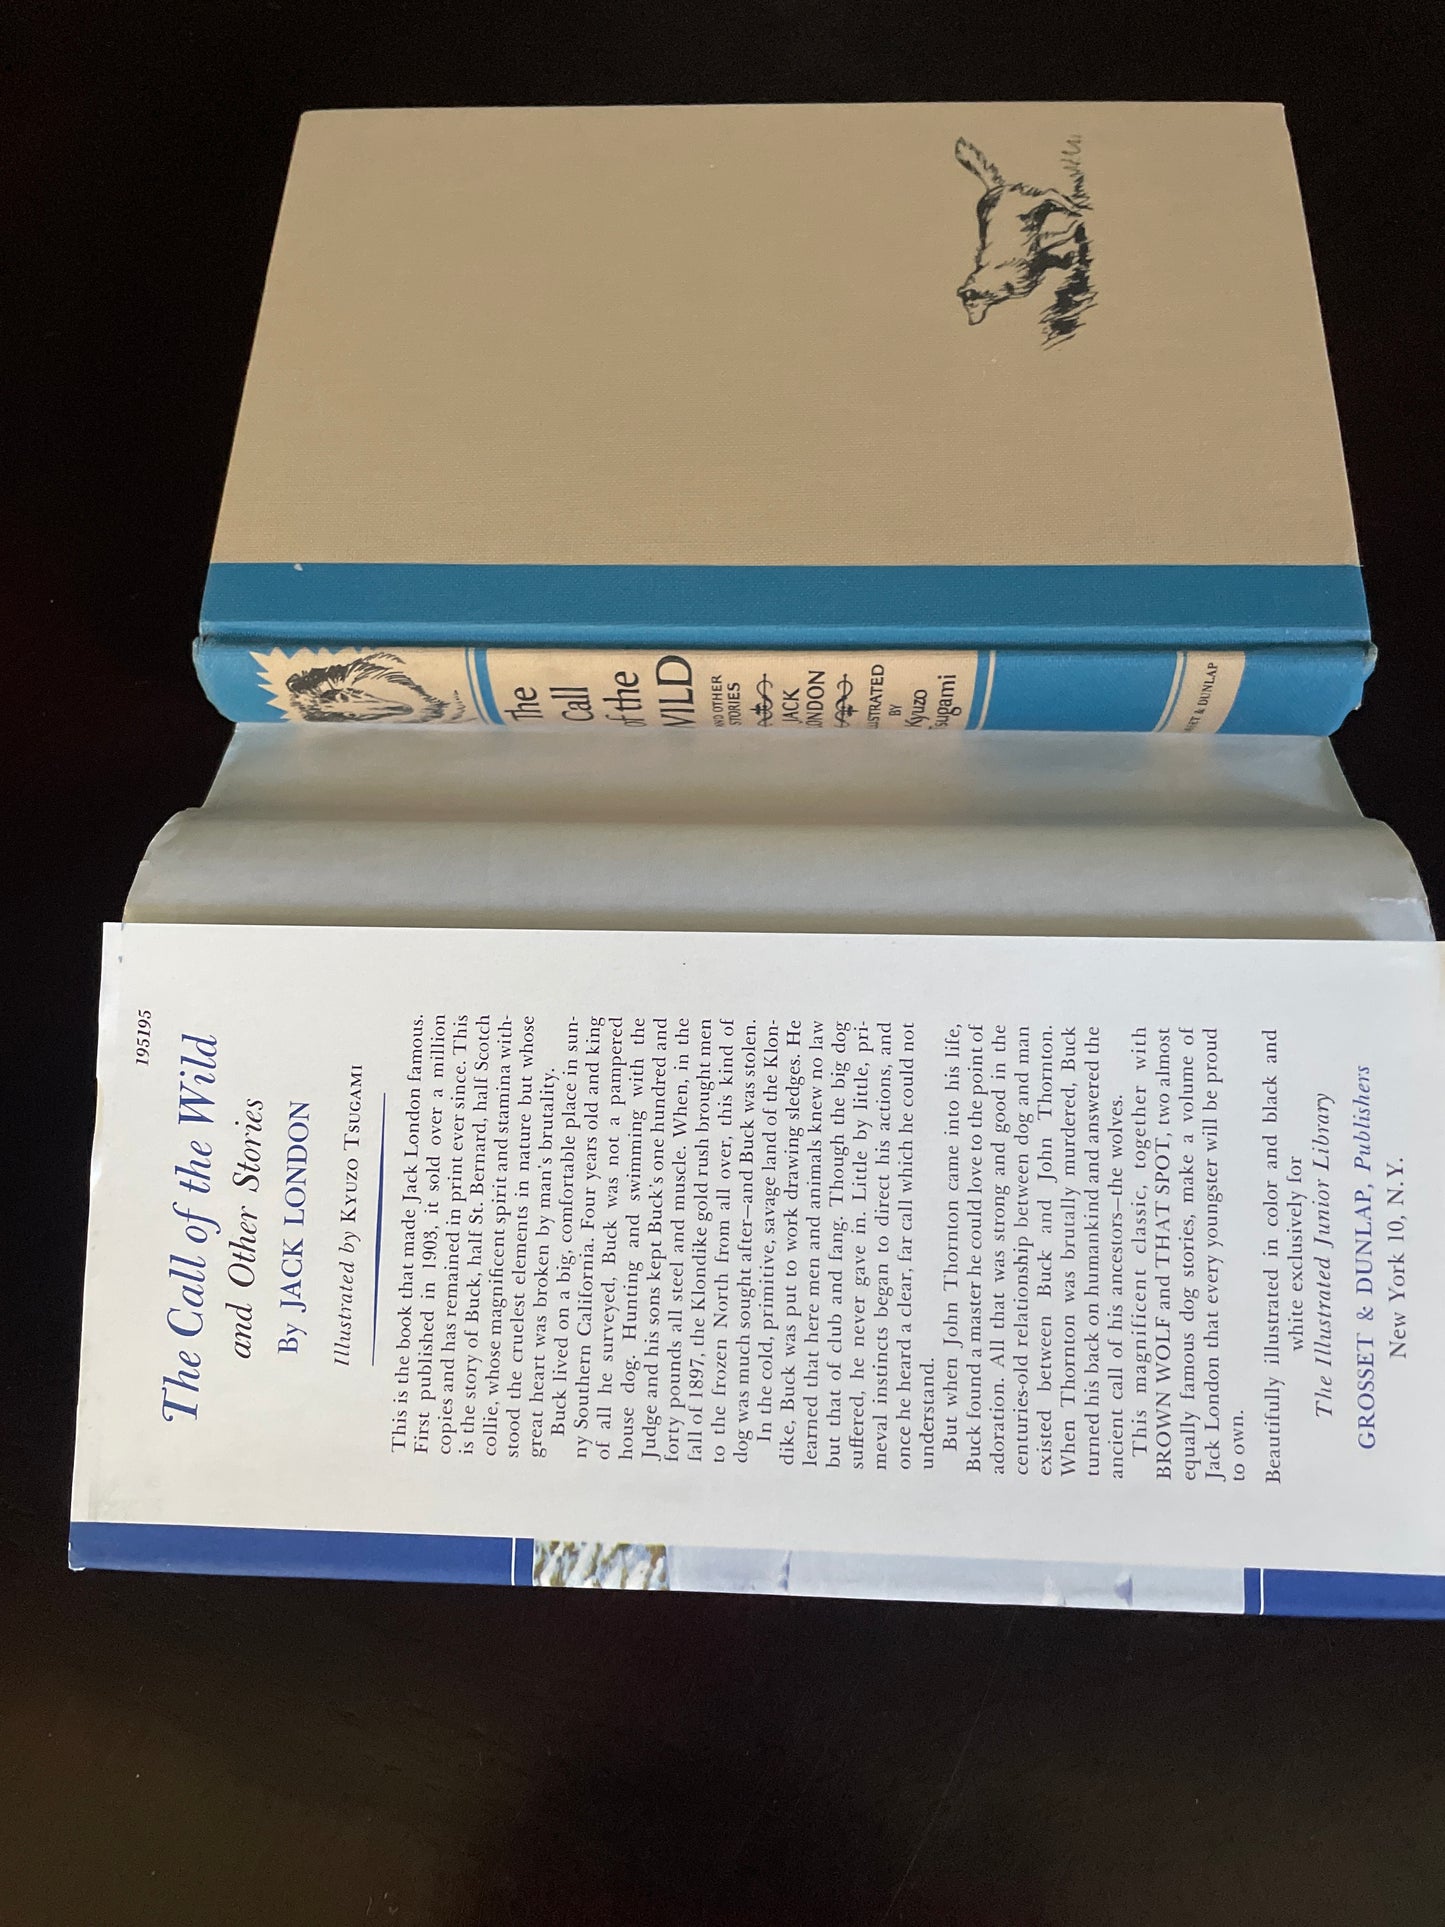 195195
The Call of the Wild
and Other Stories
By JACK LONDON
Illustrated by KYUZO TSUGAMI
This is the book that made Jack London famous.
First published in 1903, it sold over a million
copies and has remained in print ever since. This
is the story of Buck, half St. Bernard, half Scotch
collie, whose magnificent spirit and stamina with-
stood the cruelest elements in nature but whose
great heart was broken by man's brutality.
Buck lived on a big, comfortable place in sun-
ny Southern California. Four years old and king
of all he surveyed, Buck was not a pampered
house dog. Hunting and swimming with the
Judge and his sons kept Buck's one hundred and
forty pounds all steel and muscle. When, in the
fall of 1897, the Klondike gold rush brought men
to the frozen North from all over, this kind of
dog was much sought after—and Buck was stolen.
In the cold, primitive, savage land of the Klon-
dike, Buck was put to work drawing sledges. He
learned that here men and animals knew no law
but that of club and fang. Though the big dog
suffered, he never gave in. Little by little, pri-
meval instincts began to direct his actions, and
once he heard a clear, far call which he could not
understand.
But when John Thornton came into his life,
Buck found a master he could love to the point of
adoration. All that was strong and good in the
centuries-old relationship between dog and man
existed between Buck and John Thornton.
When Thornton was brutally murdered, Buck
turned his back on humankind and answered the
ancient call of his ancestors—the wolves.
This magnificent classic, together with
BROWN WOLF and THAT SPOT, two almost
equally famous dog stories, make a volume of
Jack London that every youngster will be proud
to own.
Beautifully illustrated in color and black and
white exclusively for
The Illustrated Junior Library
GROSSET & DUNLAP, Publishers
New York 10, N.Y.
The
Call
of the
WILD
AND OTHER
STORIES
JACK
LONDON
ILLUSTRATED
BY
Kyuzo
Tsugami
& DUNLAP